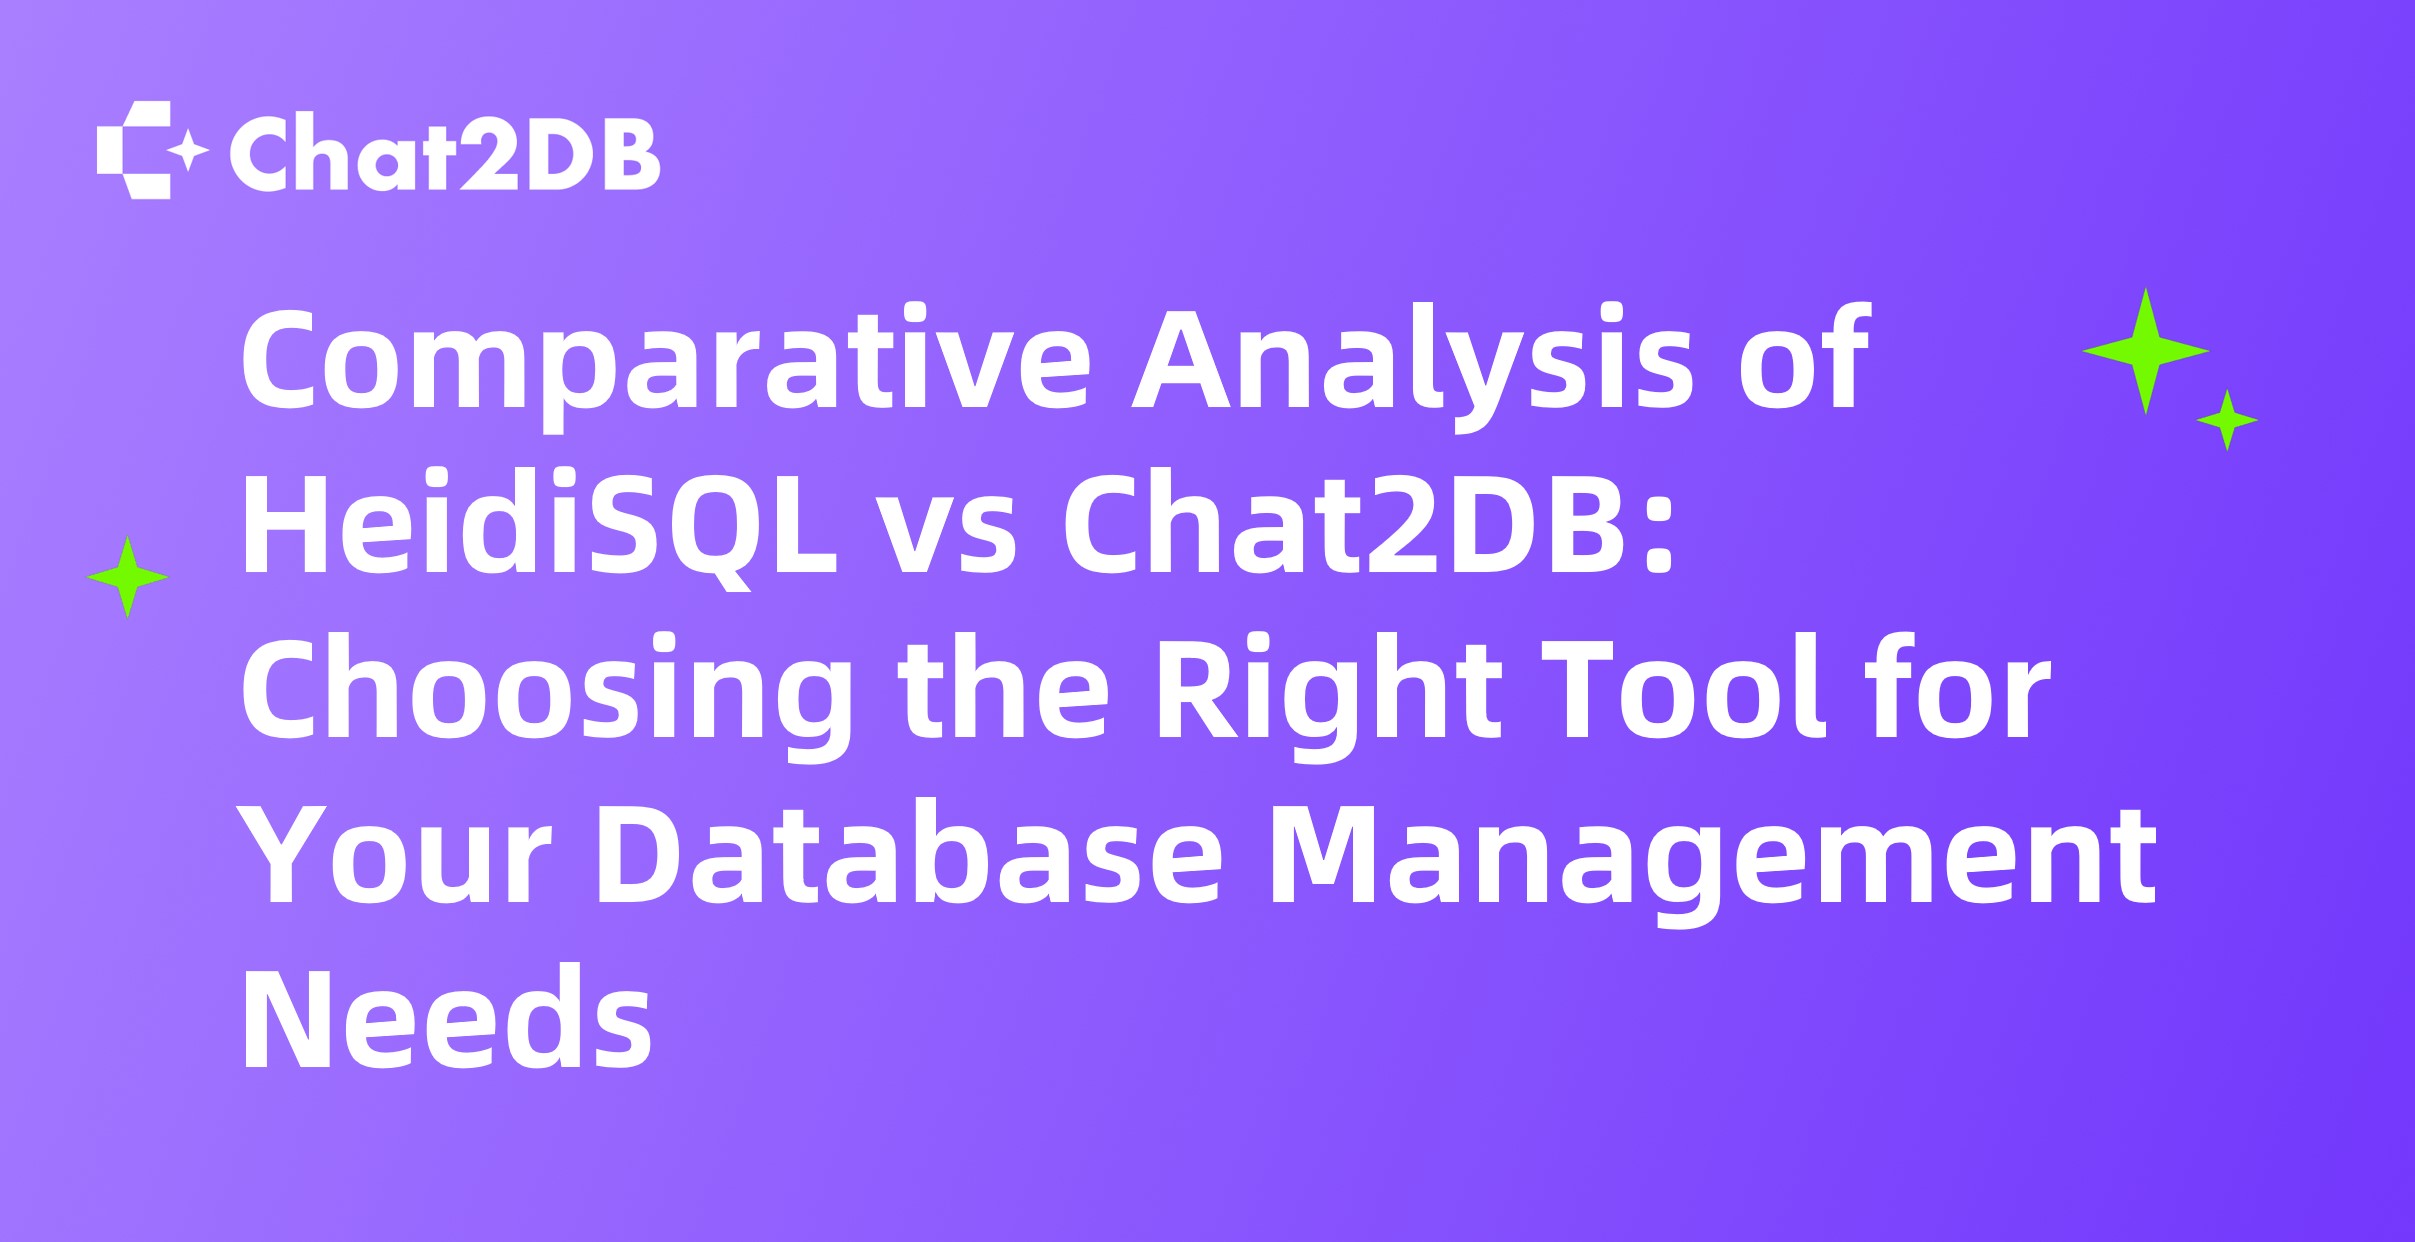 Chat2DB
Comparative Analysis of
HeidiSQL vs Chat2DB:
Choosing the Right Tool for
Your Database Management
Needs